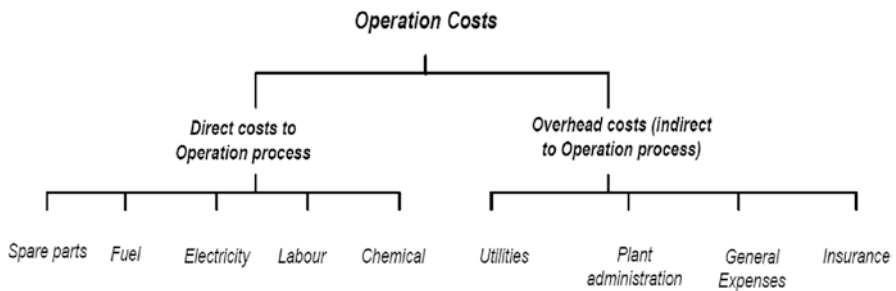 Operation Costs
Direct costs to
Operation process
Overhead costs (indirect
to Operation process)
Spare parts
Fuel
Electricity
Labour
Chemical
Utilities
Plant
administration
General
Expenses
Insurance